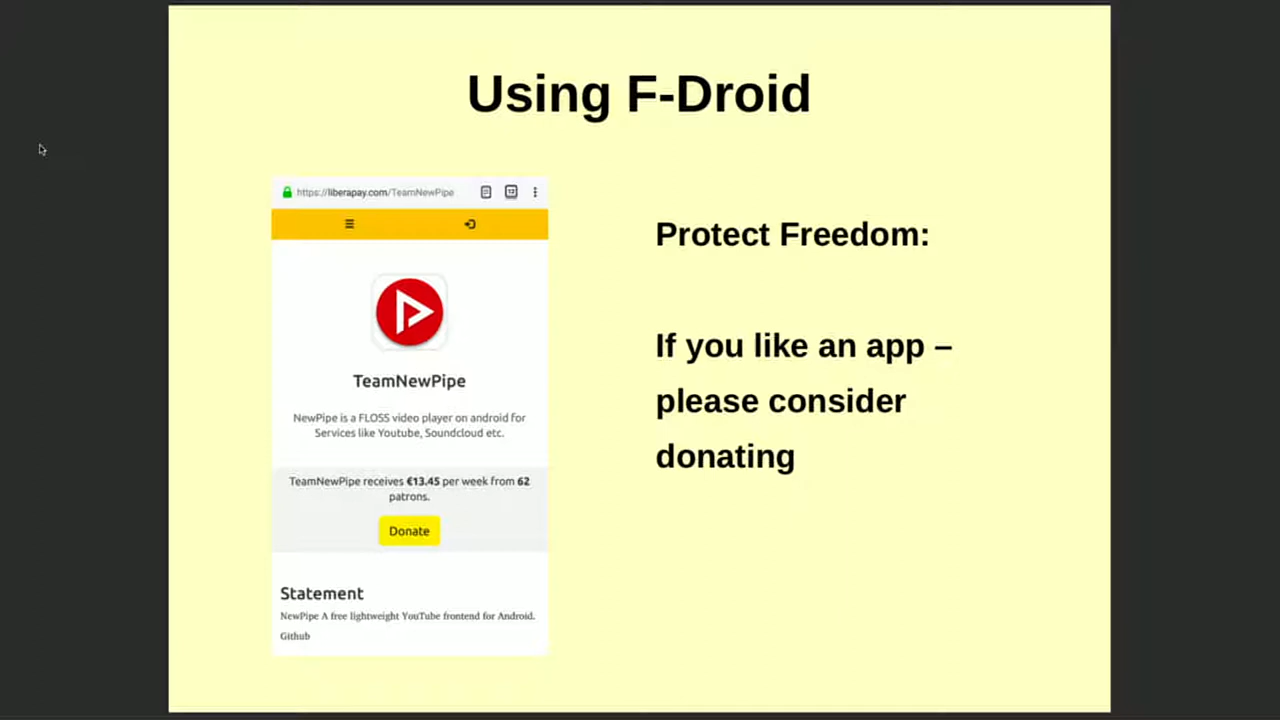 Using F-Droid
https://liberapay.com/TeamNewPipe
12
TeamNewPipe
NewPipe is a FLOSS video player on android for
Services like Youtube, Soundcloud etc.
TeamNewPipe receives €13.45 per week from 62
patrons.
Donate
Statement
NewPipe A free lightweight YouTube frontend for Android.
Github
Protect Freedom:
If you like an app –
please consider
donating